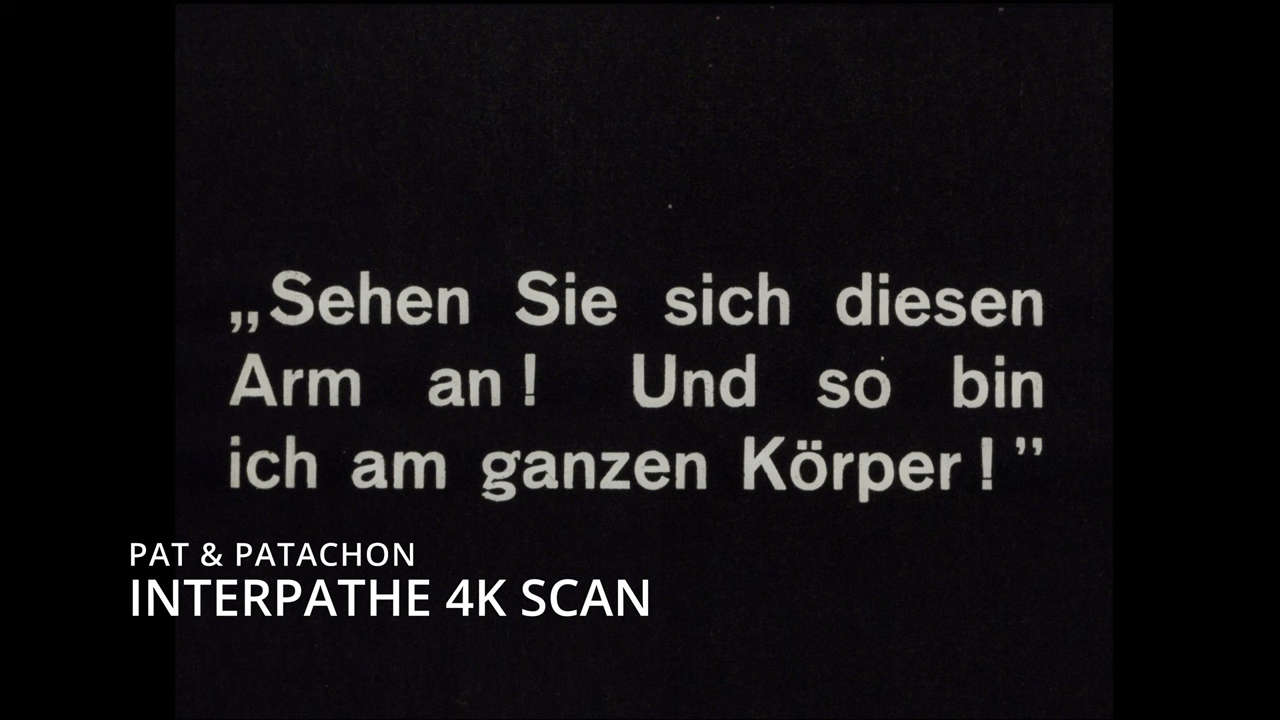 „Sehen Sie sich diesen
Arm an! Und so bin
ich am ganzen Körper!”
PAT & PATACHON
INTERPATHE 4K SCAN